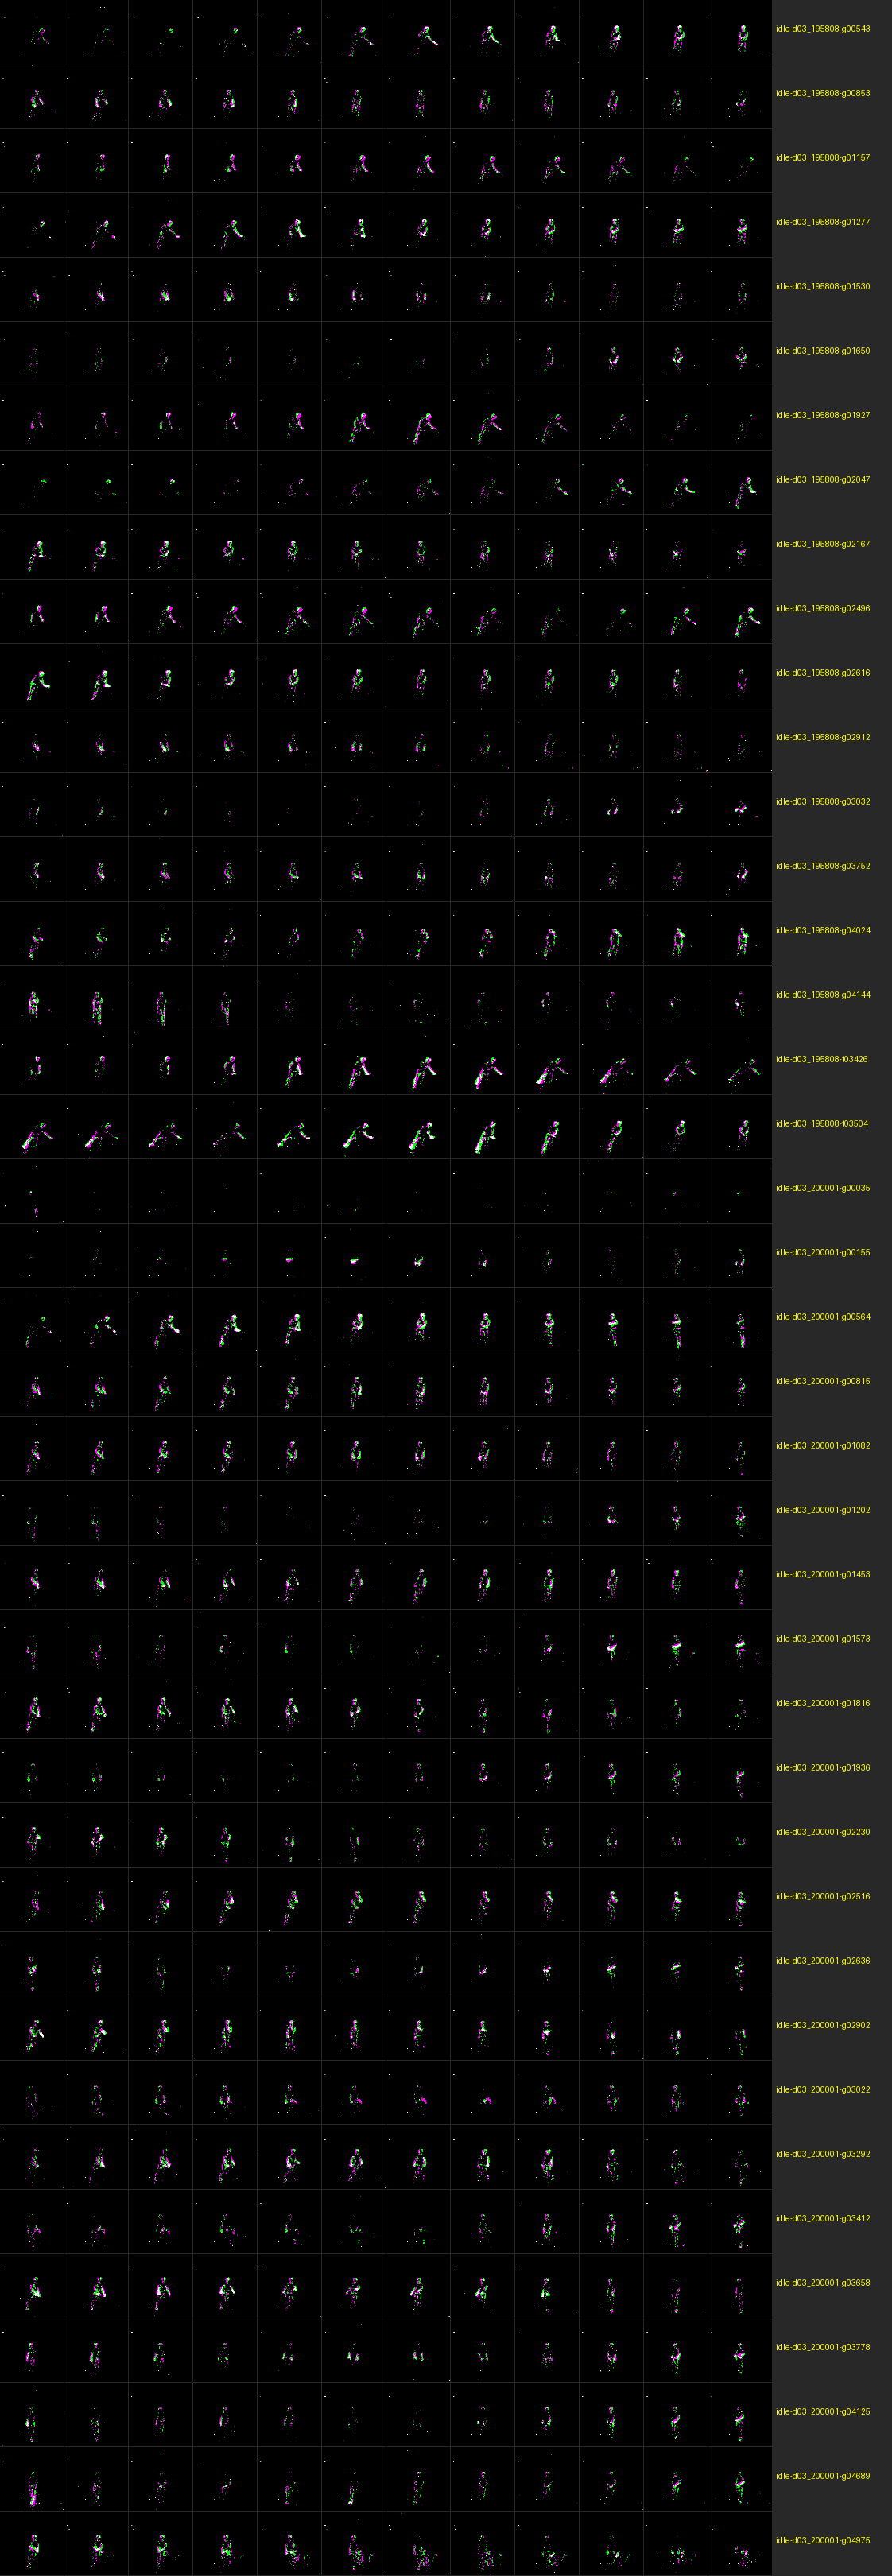 idle-d03_195808-g00543
idle-d03_195808-g00853
idle-d03_195808-g01157
idle-d03_195808-g01277
idle-d03_195808-g01530
idle-d03_195808-g01650
idle-d03_195808-g01927
idle-d03_195808-g02047
idle-d03_195808-g02167
idle-d03_195808-g02496
idle-d03_195808-g02616
idle-d03_195808-g02912
idle-d03_195808-g03032
idle-d03_195808-g03752
idle-d03_195808-g04024
idle-d03_195808-g04144
idle-d03_195808-t03426
idle-d03_195808-t03504
idle-d03_200001-g00035
idle-d03_200001-g00155
idle-d03_200001-g00564
idle-d03_200001-g00815
idle-d03_200001-g01082
idle-d03_200001-g01202
idle-d03_200001-g01453
idle-d03_200001-g01573
idle-d03_200001-g01816
idle-d03_200001-g01936
idle-d03_200001-g02230
idle-d03_200001-g02516
idle-d03_200001-g02636
idle-d03_200001-g02902
idle-d03_200001-g03022
idle-d03_200001-g03292
idle-d03_200001-g03412
idle-d03_200001-g03658
idle-d03_200001-g03778
idle-d03_200001-g04125
idle-d03_200001-g04689
idle-d03_200001-g04975